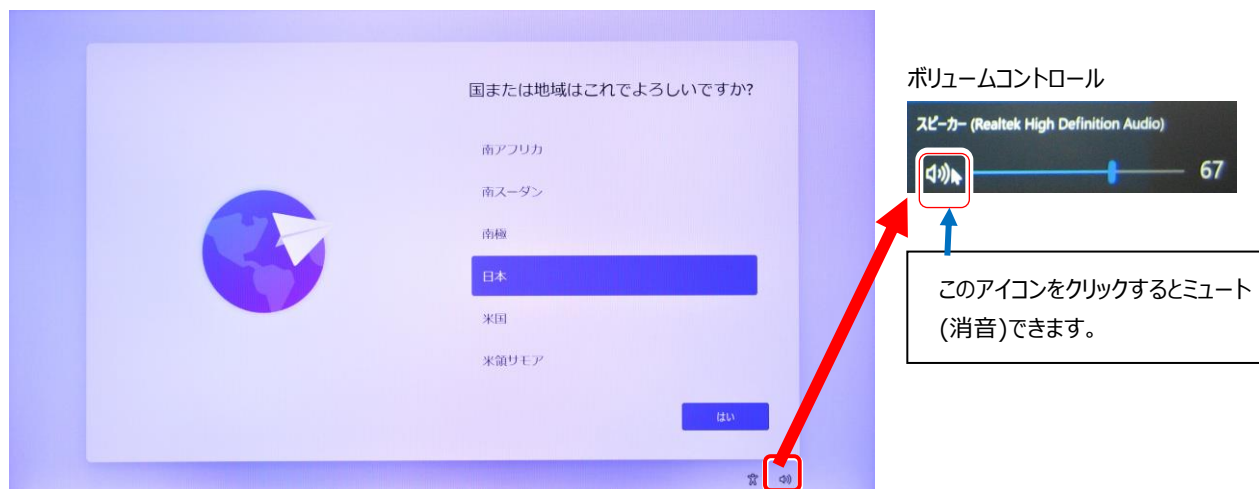 国または地域はこれでよろしいですか?
南アフリカ
南スーダン
南極
日本
米国
米領サモア
はい
ボリュームコントロール
スピーカー (Realtek High Definition Audio)
67
このアイコンをクリックするとミュート
(消音)できます。